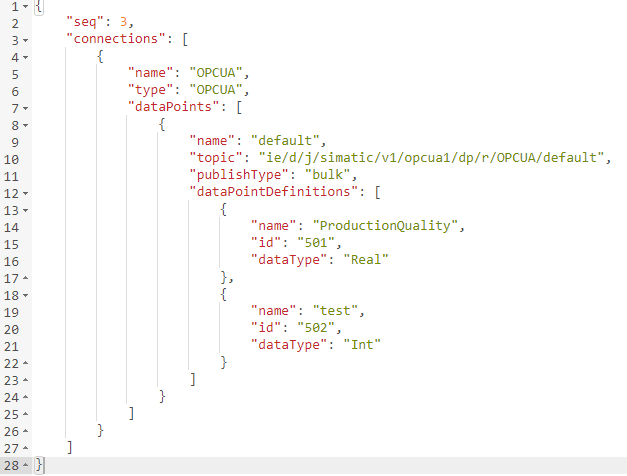 1 {
2     "seq": 3,
3     "connections": [
4         {
5             "name": "OPCUA",
6             "type": "OPCUA",
7             "dataPoints": [
8                 {
9                     "name": "default",
10                     "topic": "ie/d/j/simatic/v1/opcua1/dp/r/OPCUA/default",
11                     "publishType": "bulk",
12                     "dataPointDefinitions": [
13                         {
14                             "name": "ProductionQuality",
15                             "id": "501",
16                             "dataType": "Real"
17                         },
18                         {
19                             "name": "test",
20                             "id": "502",
21                             "dataType": "Int"
22                         }
23                     ]
24                 }
25             ]
26         }
27     ]
28 }